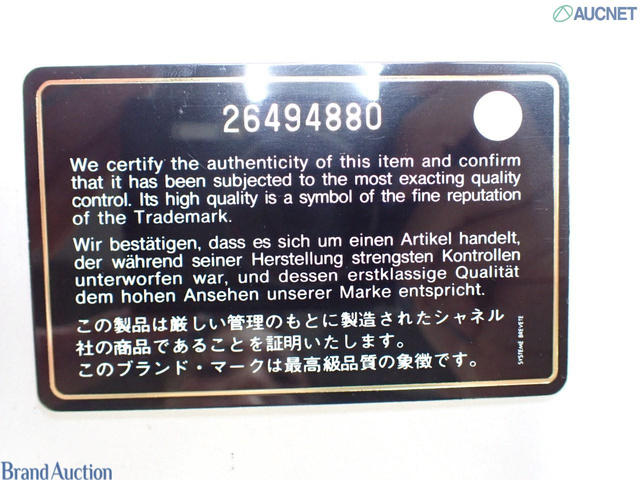 AUCNET
26494880
We certify the authenticity of this item and confirm
that it has been subjected to the most exacting quality
control. Its high quality is a symbol of the fine reputation
of the Trademark.
Wir bestätigen, dass es sich um einen Artikel handelt,
der während seiner Herstellung strengsten Kontrollen
unterworfen war, und dessen erstklassige Qualität
dem hohen Ansehen unserer Marke entspricht.
この製品は厳しい管理のもとに製造されたシャネル
社の商品であることを証明いたします。
このブランド・マークは最高級品質の象徴です。
SYSTEME BREVETE
Brand Auction